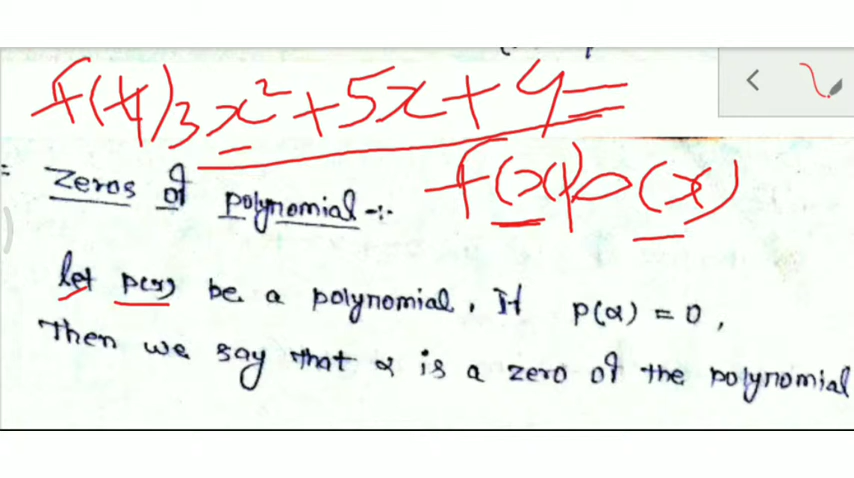 x²+5x+4=
Zeros of polynomial -:-
f(x)
let p(x) be a polynomial. If p(α) = 0,
Then we say that α is a zero of the polynomial